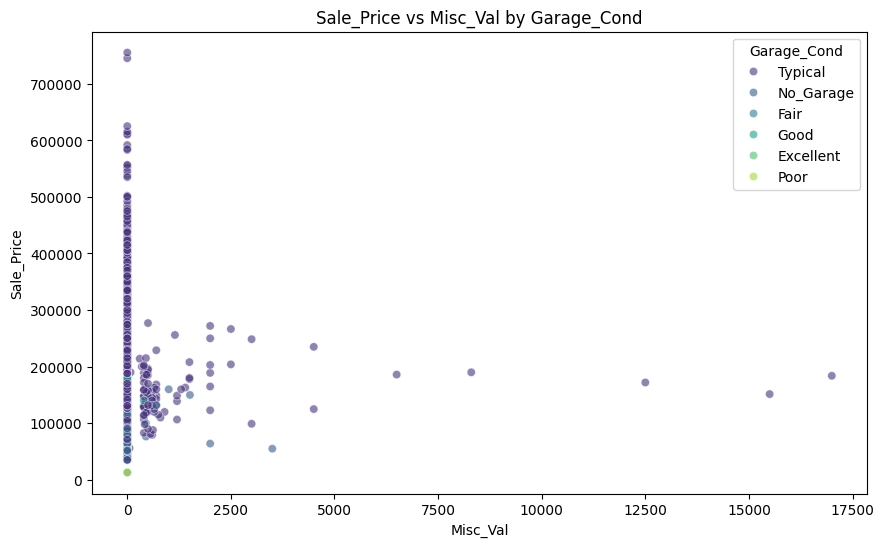 Sale_Price vs Misc_Val by Garage_Cond
Garage_Cond
Typical
No_Garage
Fair
Good
Excellent
Poor
Sale_Price
700000
600000
500000
400000
300000
200000
100000
0
0
2500
5000
7500
10000
12500
15000
17500
Misc_Val